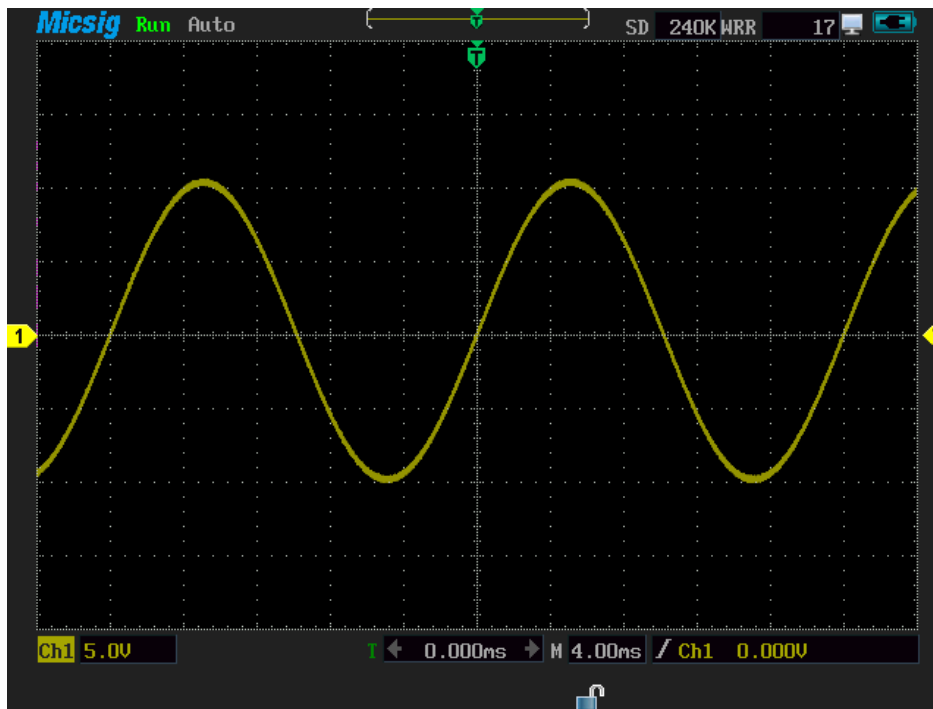 Micsig Run Auto T SD 240K WRR 17
T
1
Ch1 5.0V T 0.000ms M 4.00ms Ch1 0.000V